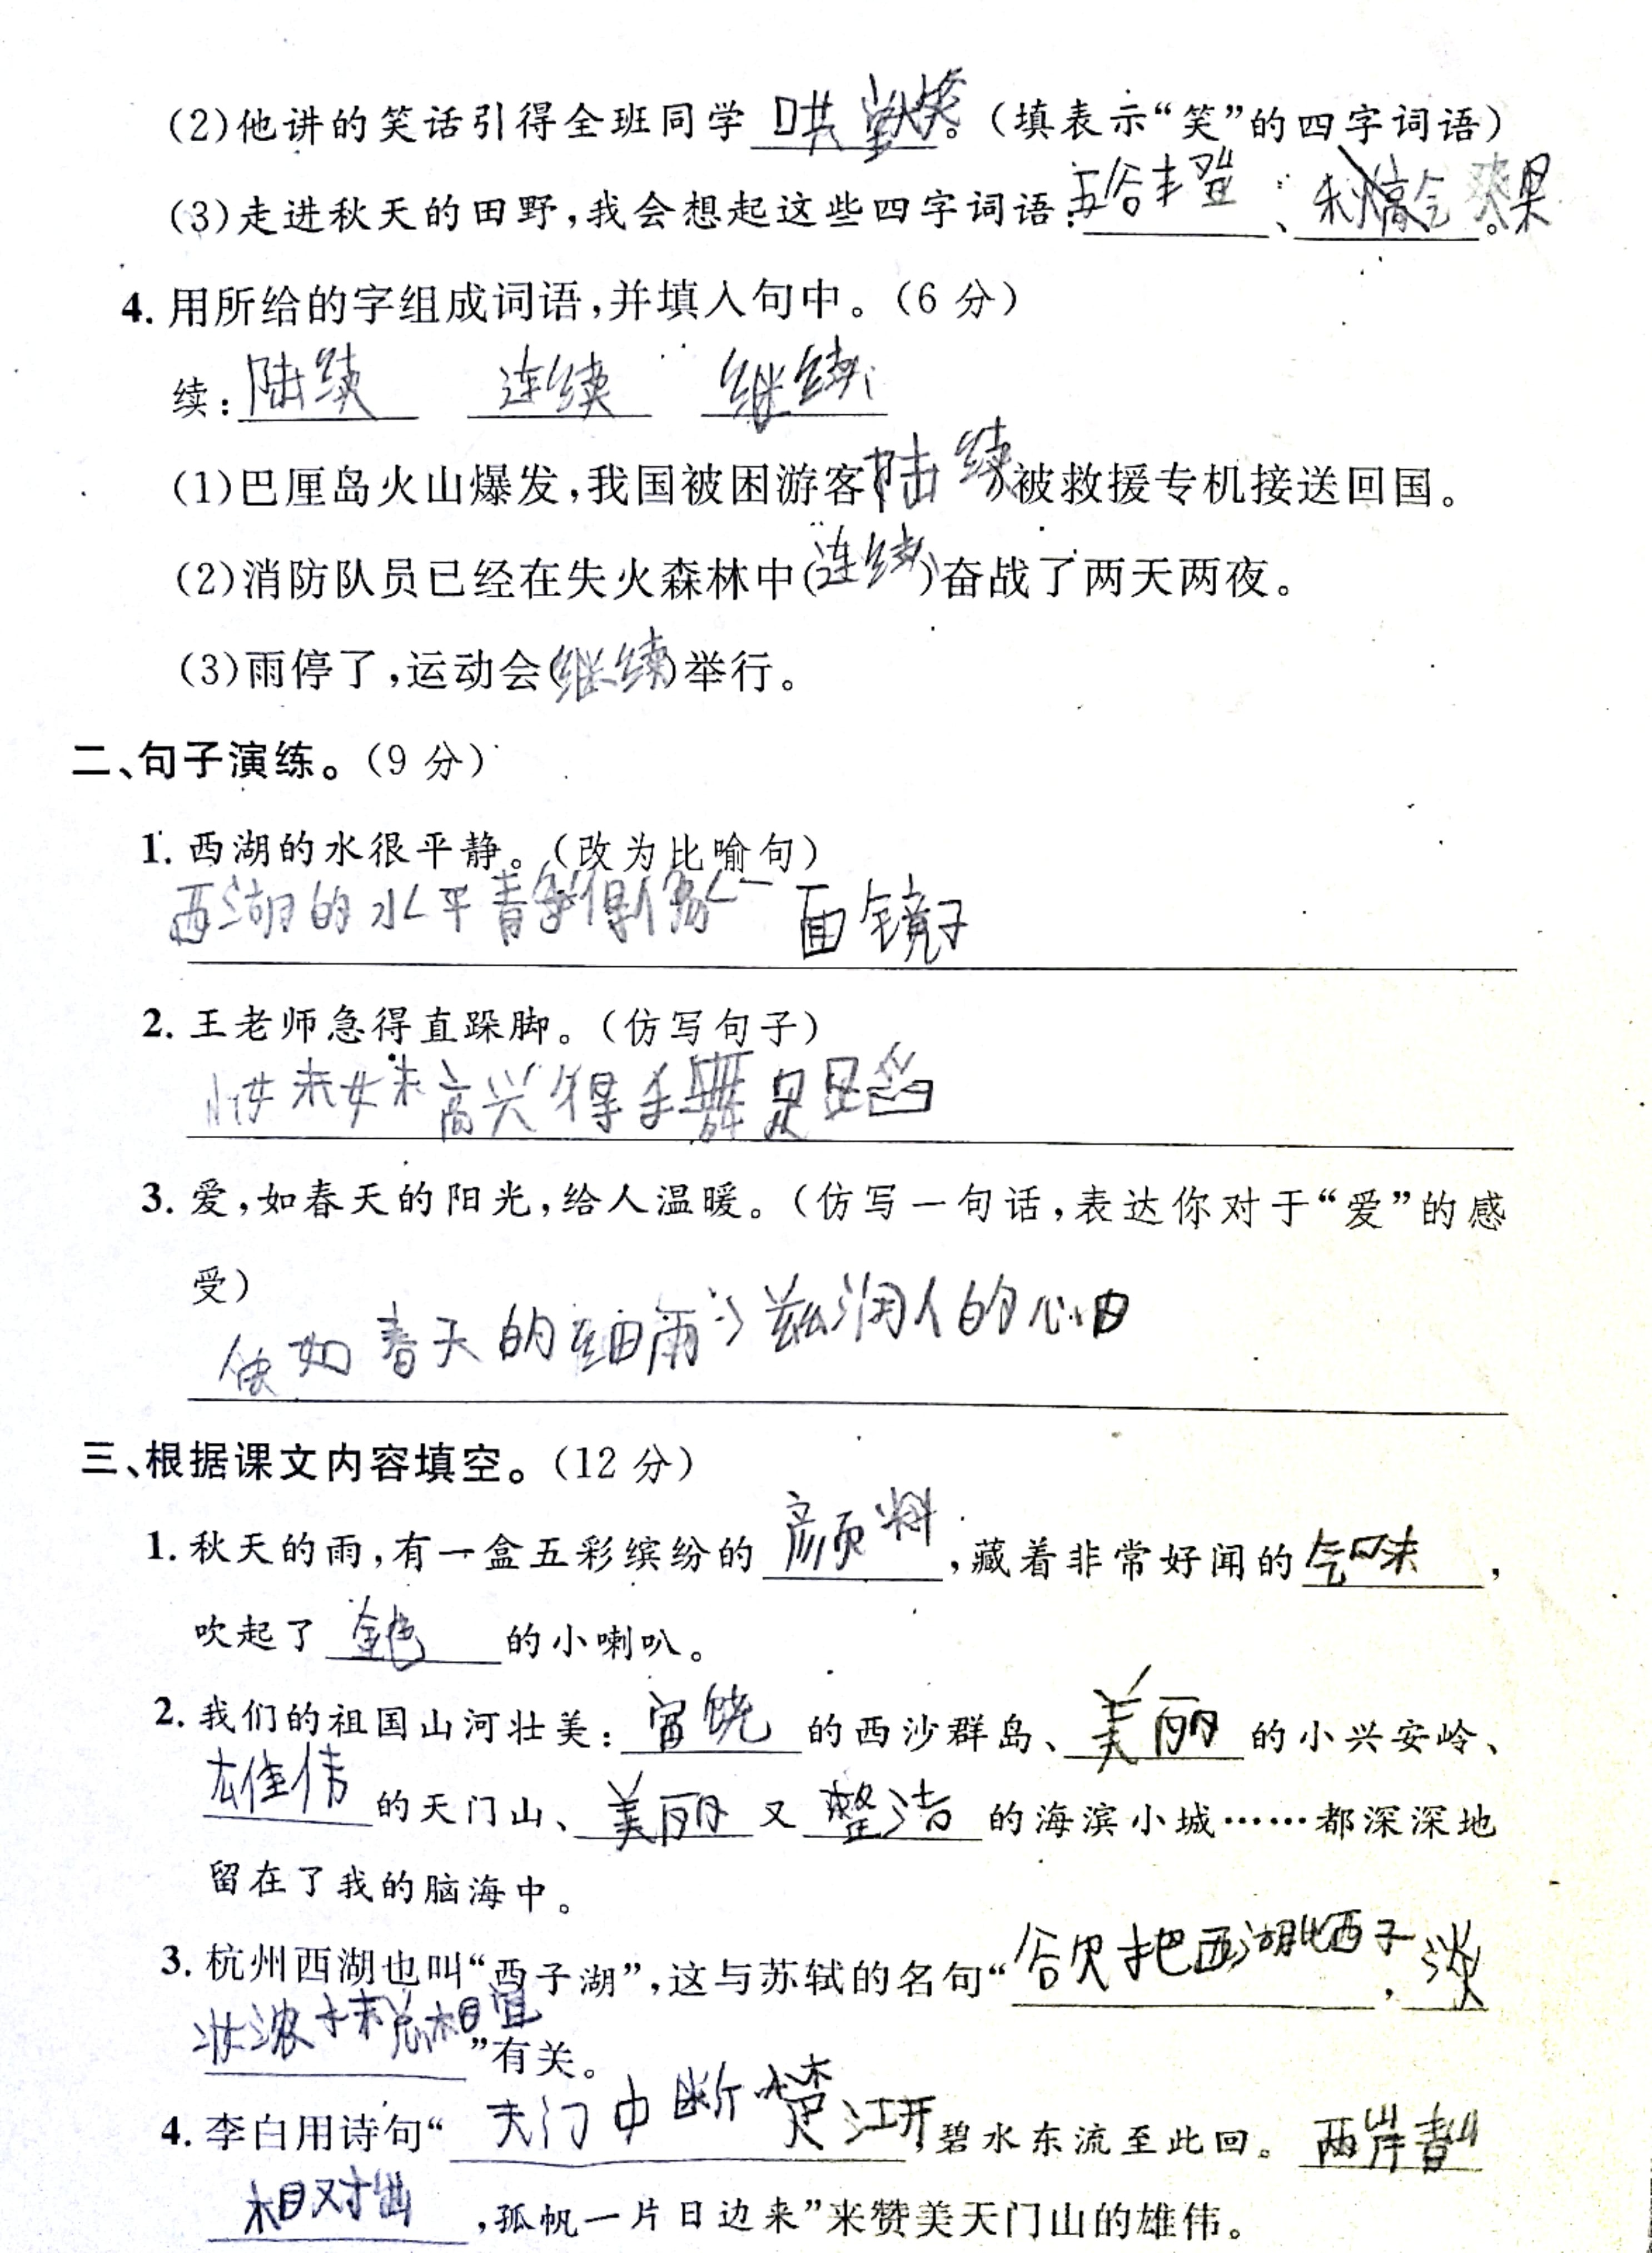 (2)他讲的笑话引得全班同学 哄堂大笑。(填表示“笑”的四字词语)
(3)走进秋天的田野,我会想起这些四字词语:五谷丰登、秋高气爽。果
4. 用所给的字组成词语,并填入句中。(6 分)
续:陆续 连续 继续
(1)巴厘岛火山爆发,我国被困游客(陆续)被救援专机接送回国。
(2)消防队员已经在失火森林中(连续)奋战了两天两夜。
(3)雨停了,运动会(继续)举行。
二、句子演练。(9 分)
1. 西湖的水很平静。(改为比喻句)
西湖的水平静得像一面镜子
2. 王老师急得直跺脚。(仿写句子)
小妹妹高兴得手舞足蹈
3. 爱,如春天的阳光,给人温暖。(仿写一句话,表达你对于“爱”的感
受)
如春天的细雨,滋润人的心田
三、根据课文内容填空。(12 分)
1. 秋天的雨,有一盒五彩缤纷的 颜料,藏着非常好闻的气味,
吹起了 金色 的小喇叭。
2. 我们的祖国山河壮美:富饶 的西沙群岛、美丽 的小兴安岭、
雄伟 的天门山、美丽 又 整洁 的海滨小城……都深深地
留在了我的脑海中。
3. 杭州西湖也叫“西子湖”,这与苏轼的名句“欲把西湖比西子,淡
妆浓抹总相宜”有关。
4. 李白用诗句“天门中断楚江开,碧水东流至此回。两岸青山
相对出,孤帆一片日边来”来赞美天门山的雄伟。